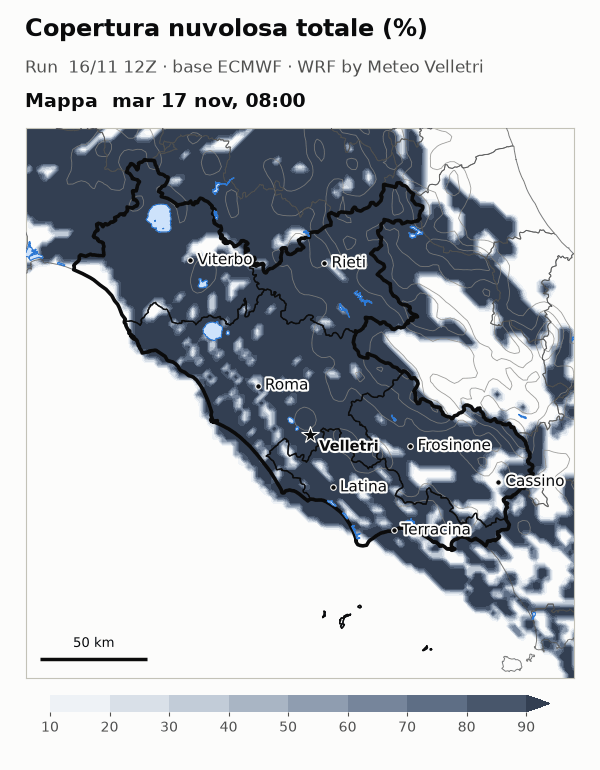 Copertura nuvolosa totale (%)
Run 16/11 12Z · base ECMWF · WRF by Meteo Velletri
Mappa mar 17 nov, 08:00
Viterbo
Rieti
Roma
Velletri
Frosinone
Cassino
Latina
Terracina
50 km
10 20 30 40 50 60 70 80 90